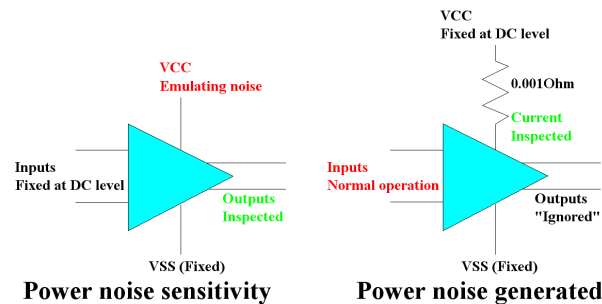 VCC
Emulating noise
Inputs
Fixed at DC level
Outputs
Inspected
VSS (Fixed)
Power noise sensitivity
VCC
Fixed at DC level
0.001Ohm
Current
Inspected
Inputs
Normal operation
Outputs
"Ignored"
VSS (Fixed)
Power noise generated